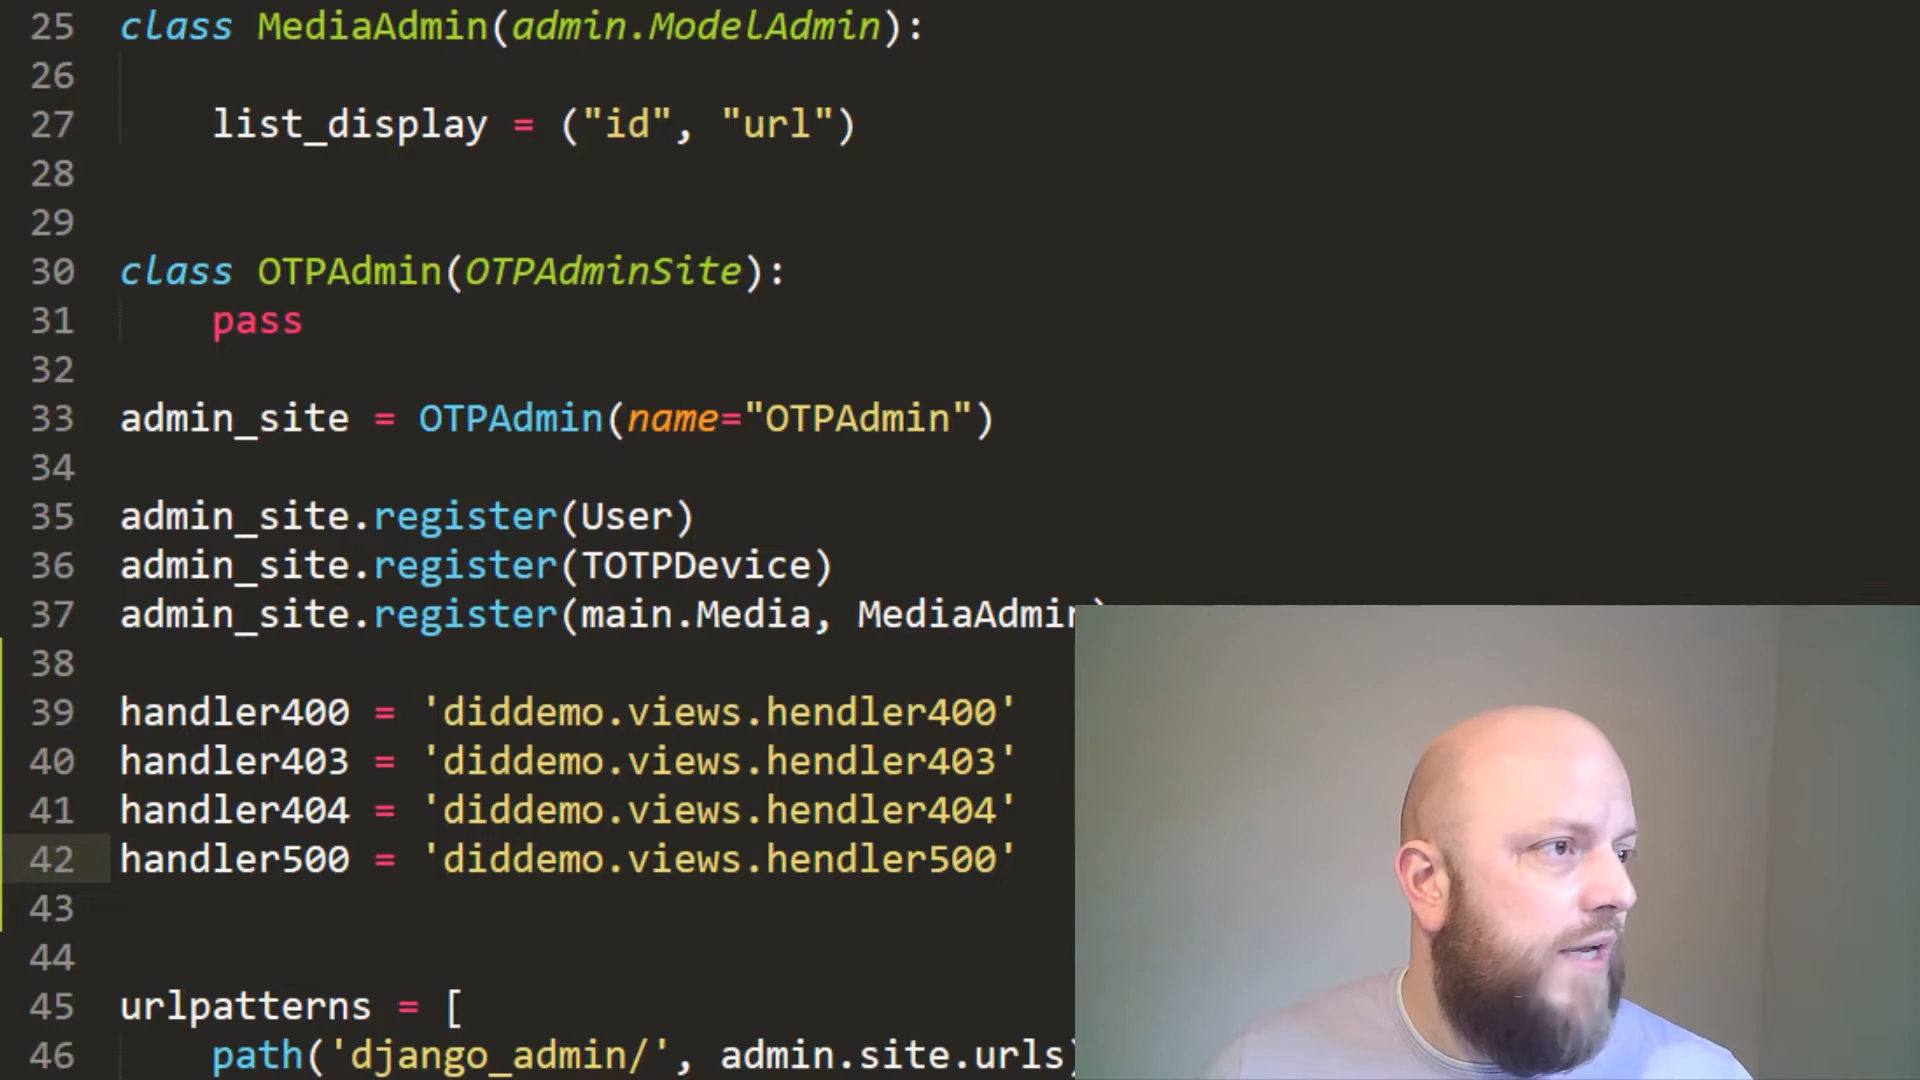 25 class MediaAdmin(admin.ModelAdmin):
26
27 list_display = ("id", "url")
28
29
30 class OTPAdmin(OTPAdminSite):
31 pass
32
33 admin_site = OTPAdmin(name="OTPAdmin")
34
35 admin_site.register(User)
36 admin_site.register(TOTPDevice)
37 admin_site.register(main.Media, MediaAdmin)
38
39 handler400 = 'diddemo.views.hendler400'
40 handler403 = 'diddemo.views.hendler403'
41 handler404 = 'diddemo.views.hendler404'
42 handler500 = 'diddemo.views.hendler500'
43
44
45 urlpatterns = [
46 path('django_admin/', admin.site.urls)